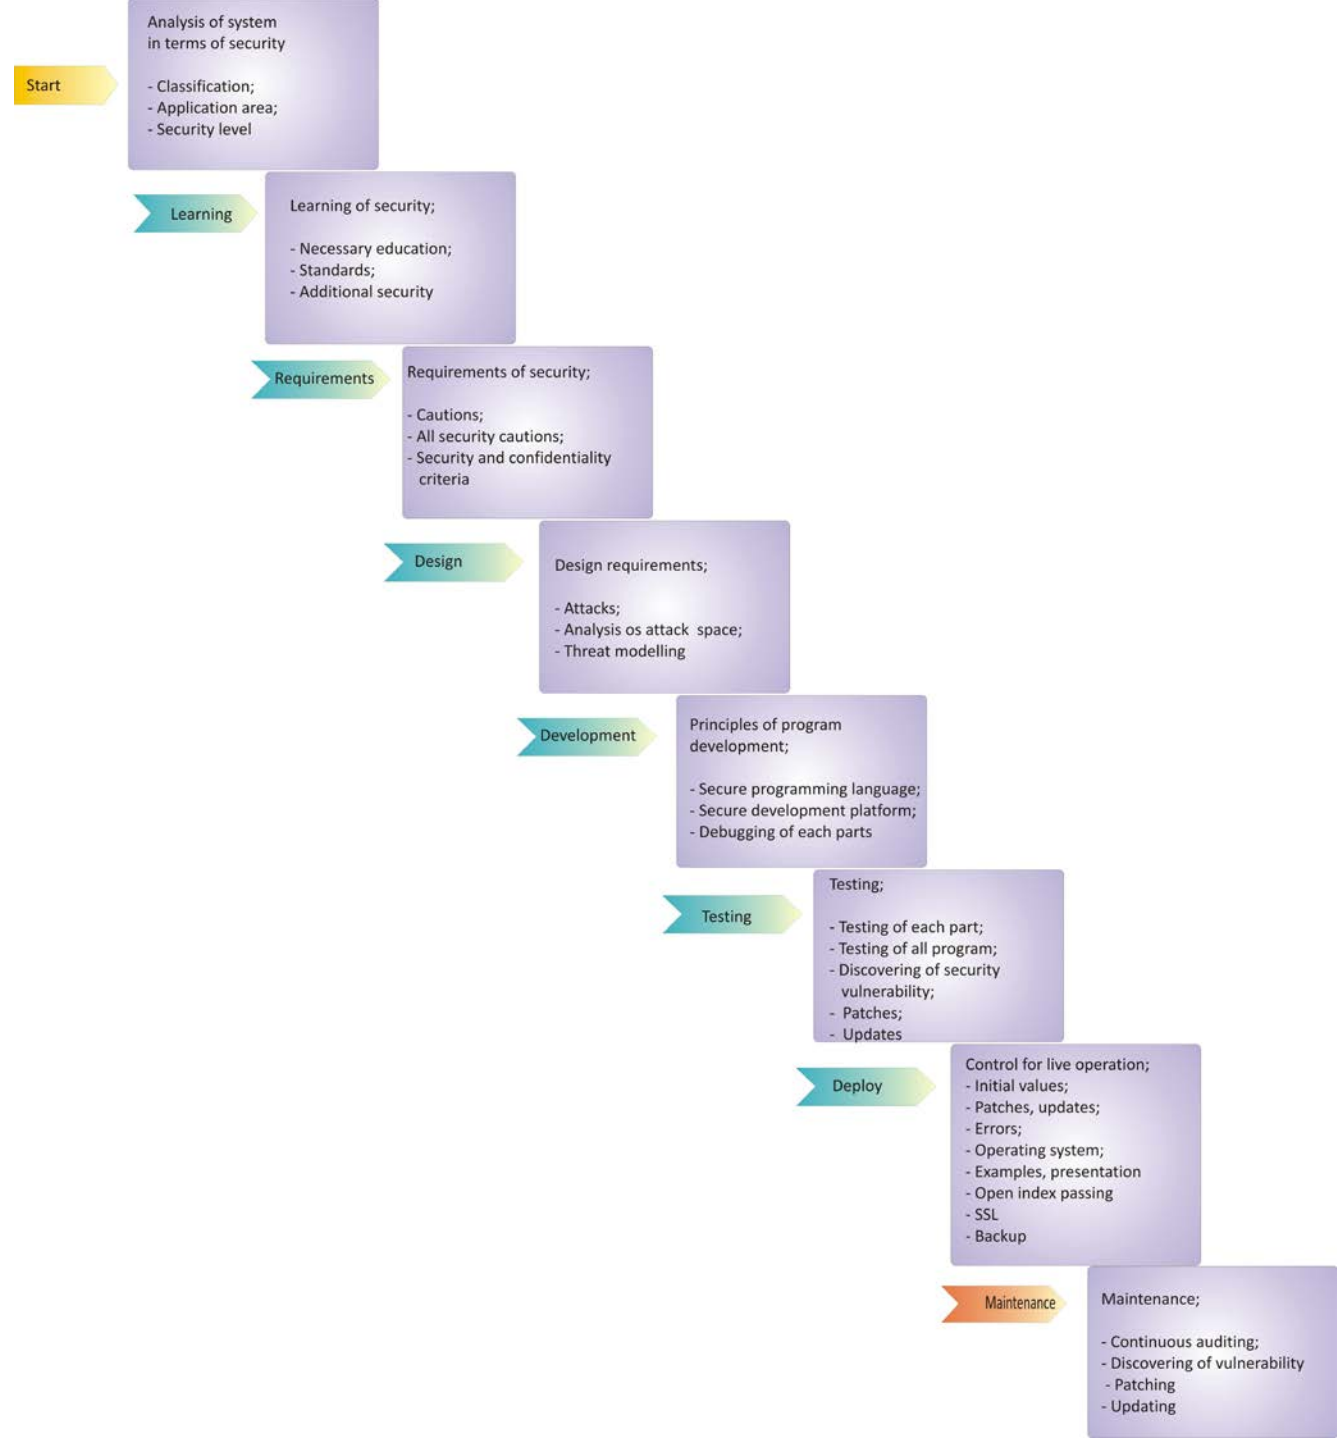 Analysis of system
in terms of security
Start
- Classification;
- Application area;
- Security level
Learning
Learning of security;
- Necessary education;
- Standards;
- Additional security
Requirements
Requirements of security;
- Cautions;
- All security cautions;
- Security and confidentiality
criteria
Design
Design requirements;
- Attacks;
- Analysis os attack space;
- Threat modelling
Development
Principles of program
development;
- Secure programming language;
- Secure development platform;
- Debugging of each parts
Testing
Testing;
- Testing of each part;
- Testing of all program;
- Discovering of security
vulnerability;
- Patches;
- Updates
Deploy
Control for live operation;
- Initial values;
- Patches, updates;
- Errors;
- Operating system;
- Examples, presentation
- Open index passing
- SSL
- Backup
Maintenance
Maintenance;
- Continuous auditing;
- Discovering of vulnerability
- Patching
- Updating